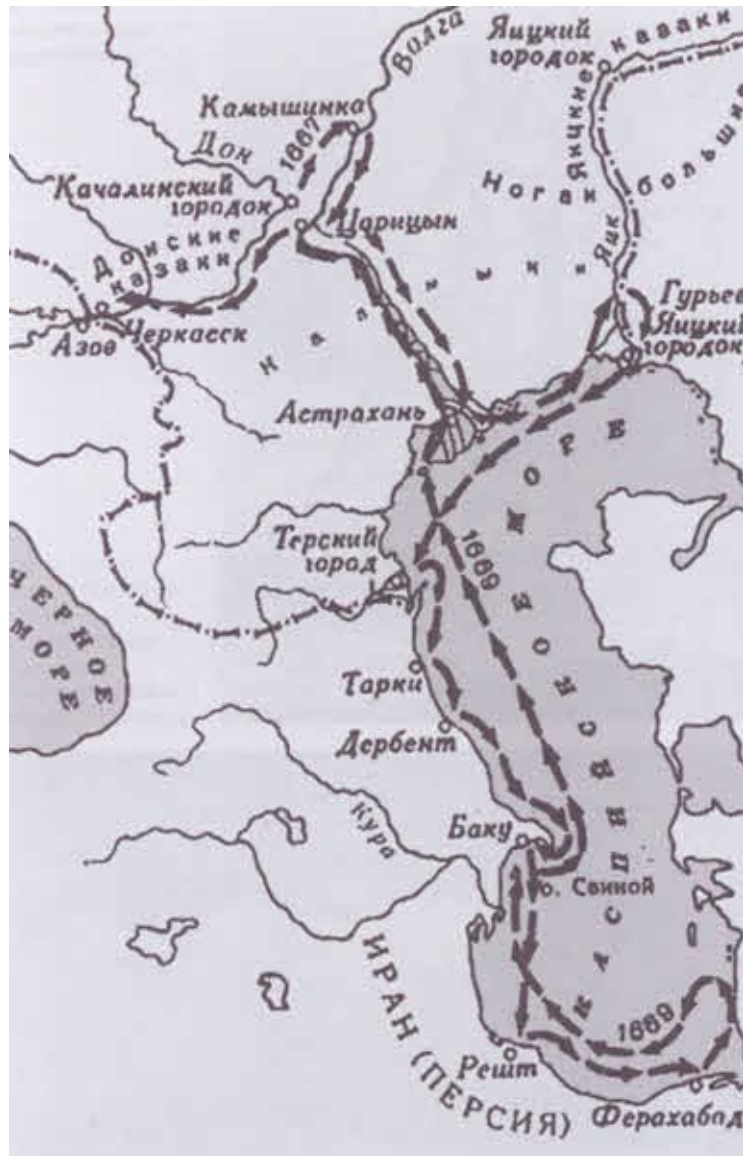 Яицкий
городок
казаки
Волга
Камышинка
Яицкие
Дон
1667
Ногаи большие
Качалинский
городок
Царицын
Донские
казаки
Яик
Гурьев
Яицкий
городок
Черкасск
Азов
Астрахань
КАСПИЙСКОЕ МОРЕ
Терский
город
1669
ЧЕРНОЕ
МОРЕ
Тарки
Дербент
Кура
Баку
о. Свиной
ИРАН (ПЕРСИЯ)
1669
Решт
Ферахабад